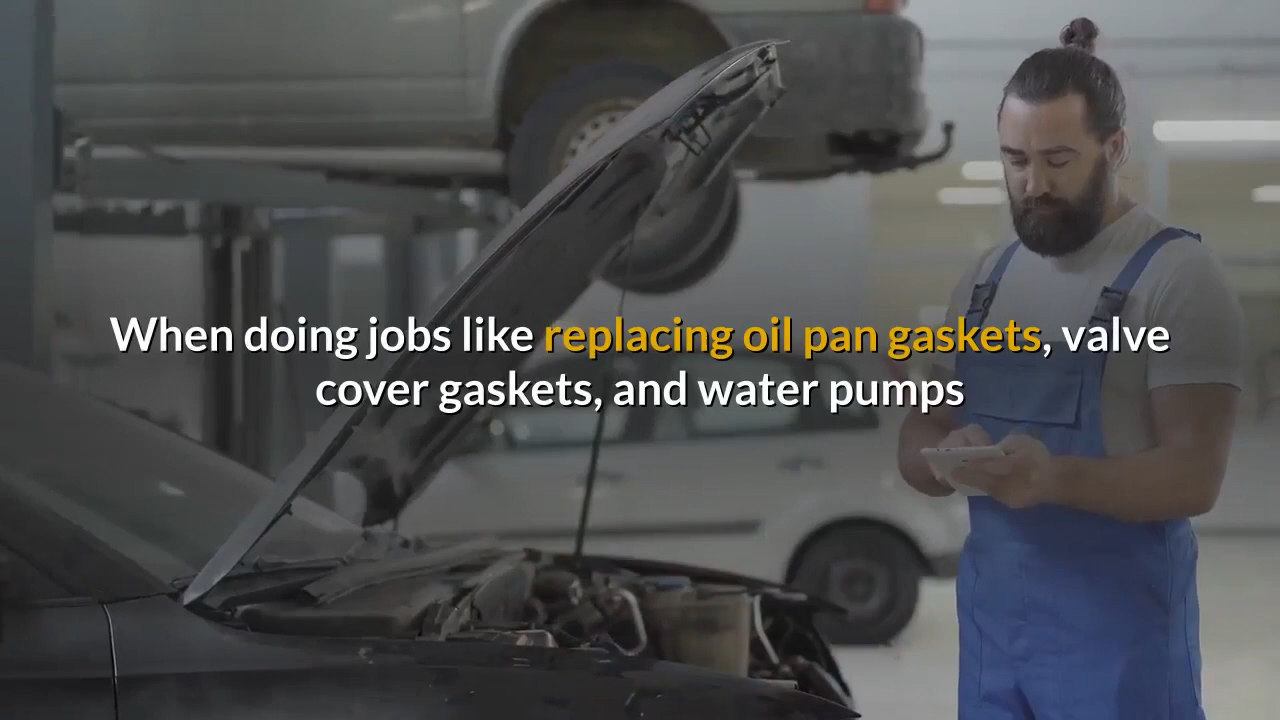 When doing jobs like replacing oil pan gaskets, valve
cover gaskets, and water pumps